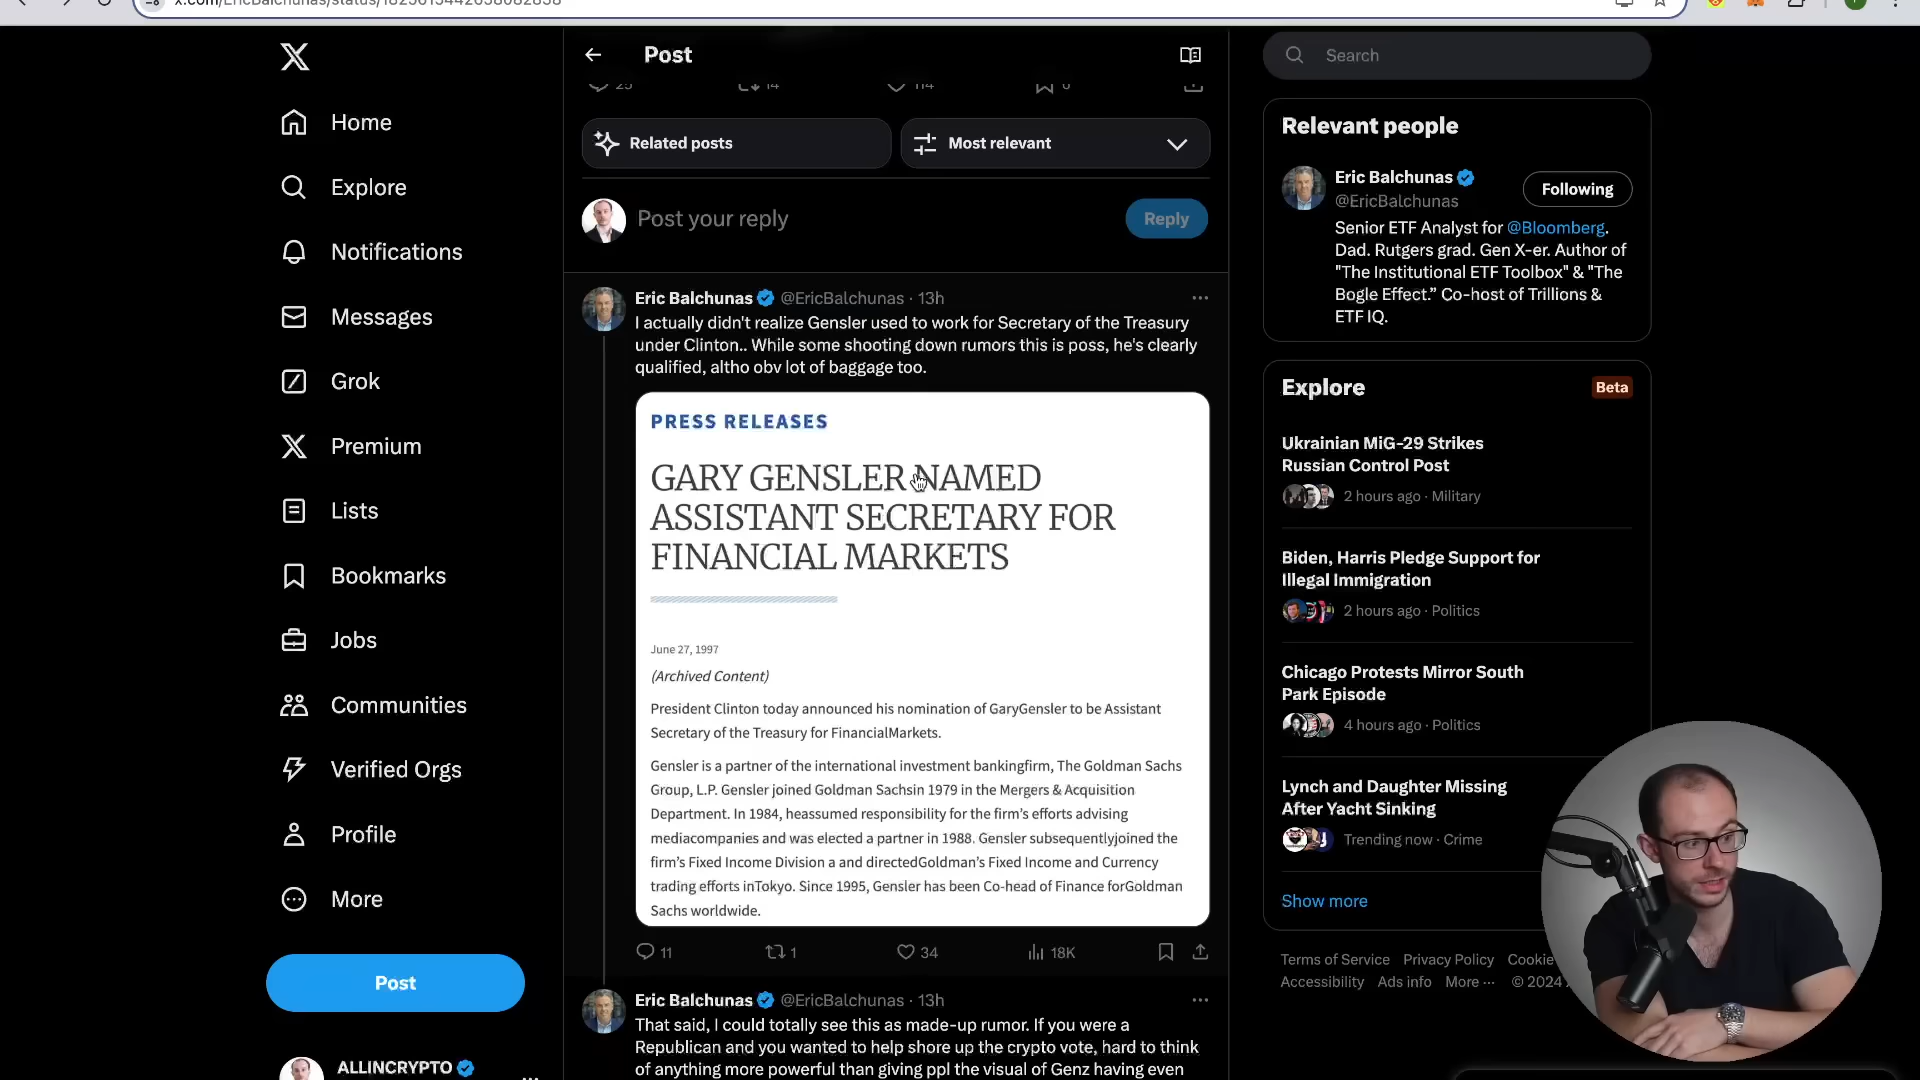 Post
Search
25 14 114 6
Related posts
Most relevant
Post your reply
Reply
Home
Explore
Notifications
Messages
Grok
Premium
Lists
Bookmarks
Jobs
Communities
Verified Orgs
Profile
More
Post
ALLINCRYPTO
Eric Balchunas @EricBalchunas · 13h
I actually didn't realize Gensler used to work for Secretary of the Treasury
under Clinton.. While some shooting down rumors this is poss, he's clearly
qualified, altho obv lot of baggage too.
PRESS RELEASES
GARY GENSLER NAMED
ASSISTANT SECRETARY FOR
FINANCIAL MARKETS
June 27, 1997
(Archived Content)
President Clinton today announced his nomination of GaryGensler to be Assistant
Secretary of the Treasury for FinancialMarkets.
Gensler is a partner of the international investment bankingfirm, The Goldman Sachs
Group, L.P. Gensler joined Goldman Sachsin 1979 in the Mergers & Acquisition
Department. In 1984, heassumed responsibility for the firm's efforts advising
mediacompanies and was elected a partner in 1988. Gensler subsequentlyjoined the
firm's Fixed Income Division a and directedGoldman's Fixed Income and Currency
trading efforts inTokyo. Since 1995, Gensler has been Co-head of Finance forGoldman
Sachs worldwide.
11 1 34 18K
Eric Balchunas @EricBalchunas · 13h
That said, I could totally see this as made-up rumor. If you were a
Republican and you wanted to help shore up the crypto vote, hard to think
of anything more powerful than giving ppl the visual of Genz having even
Relevant people
Eric Balchunas
@EricBalchunas
Following
Senior ETF Analyst for @Bloomberg.
Dad. Rutgers grad. Gen X-er. Author of
"The Institutional ETF Toolbox" & "The
Bogle Effect.” Co-host of Trillions &
ETF IQ.
Explore
Beta
Ukrainian MiG-29 Strikes
Russian Control Post
2 hours ago · Military
Biden, Harris Pledge Support for
Illegal Immigration
2 hours ago · Politics
Chicago Protests Mirror South
Park Episode
4 hours ago · Politics
Lynch and Daughter Missing
After Yacht Sinking
Trending now · Crime
Show more
Terms of Service Privacy Policy Cookie
Accessibility Ads info More ··· © 2024